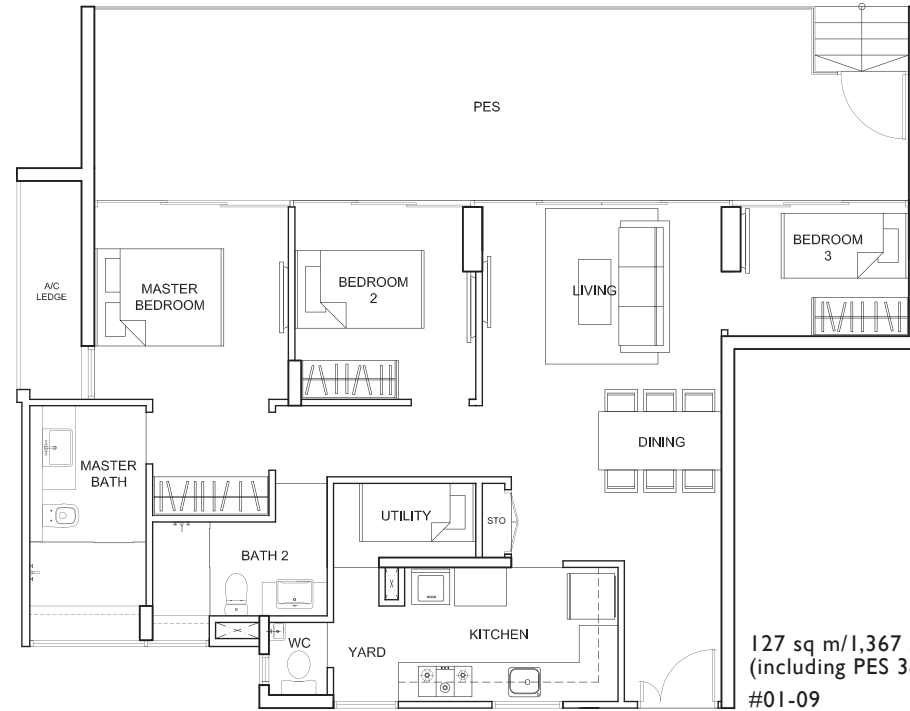 PES
A/C
LEDGE
MASTER
BEDROOM
BEDROOM
2
LIVING
BEDROOM
3
DINING
MASTER
BATH
UTILITY
STO
BATH 2
WC
YARD
KITCHEN
127 sq m/1,367
(including PES
#01-09